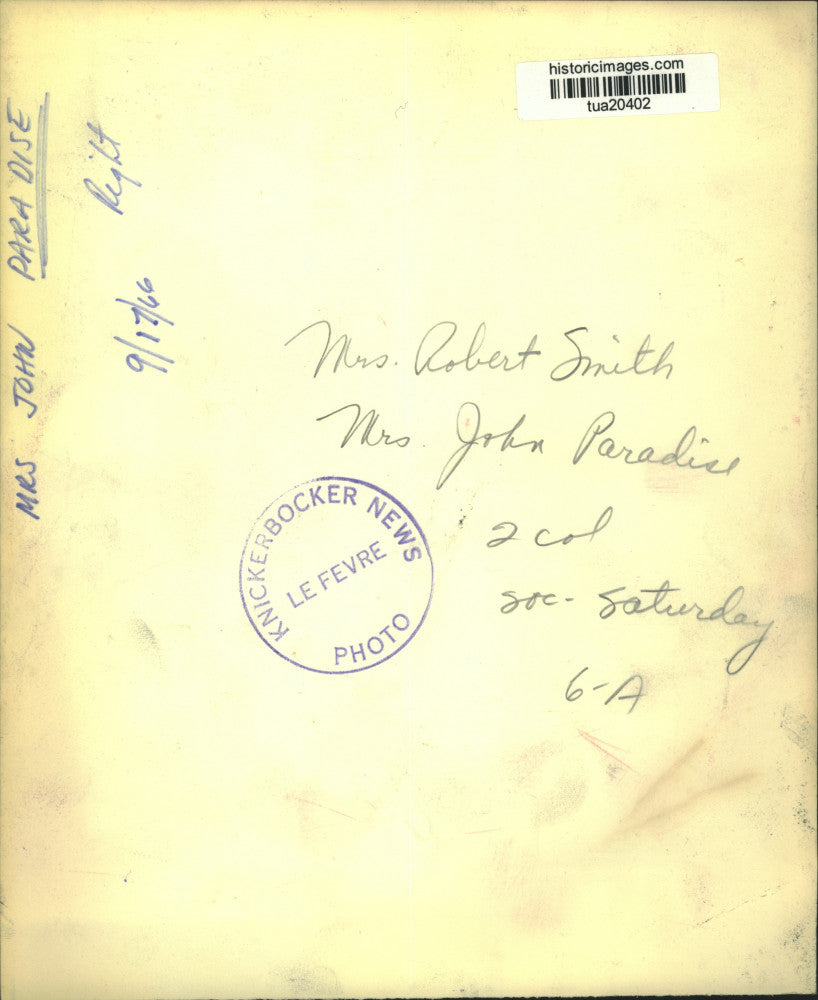 historicimages.com
tua20402
MRS JOHN PARADISE
Right
9/17/66
Mrs. Robert Smith
Mrs. John Paradise
2 col
soc - Saturday
6-A
KNICKERBOCKER NEWS
LE FEVRE
PHOTO